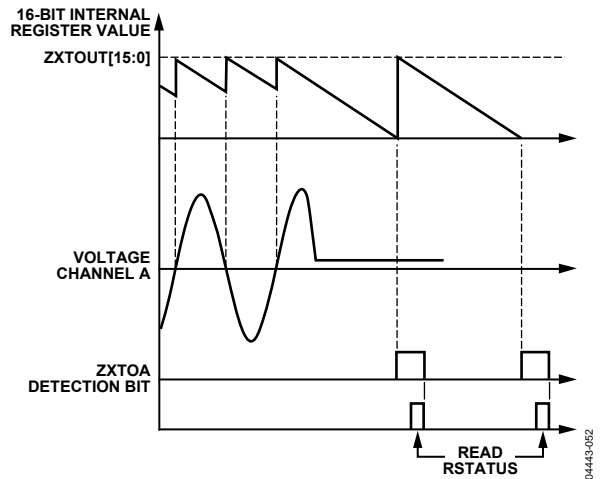 16-BIT INTERNAL
REGISTER VALUE
ZXTOUT[15:0]
VOLTAGE
CHANNEL A
ZXTOA
DETECTION BIT
READ
RSTATUS
04443-052